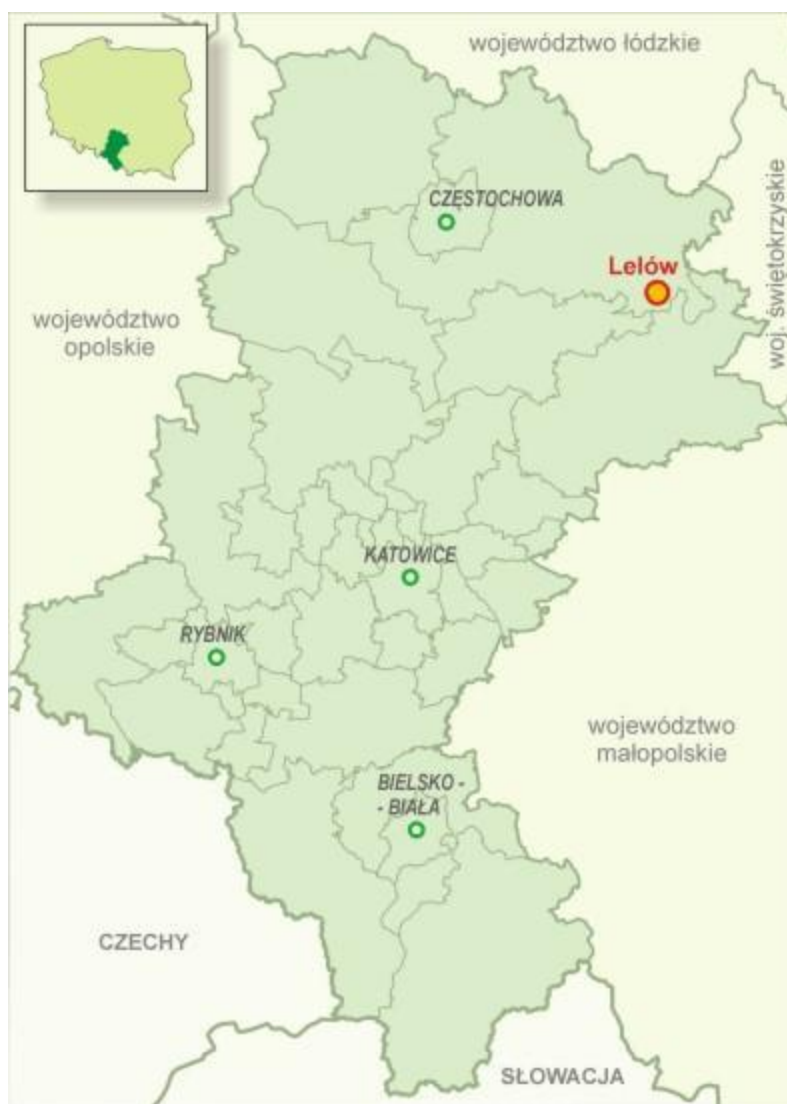 województwo łódzkie
CZĘSTOCHOWA
woj. świętokrzyskie
Lelów
województwo
opolskie
KATOWICE
RYBNIK
województwo
małopolskie
BIELSKO -
- BIAŁA
CZECHY
SŁOWACJA